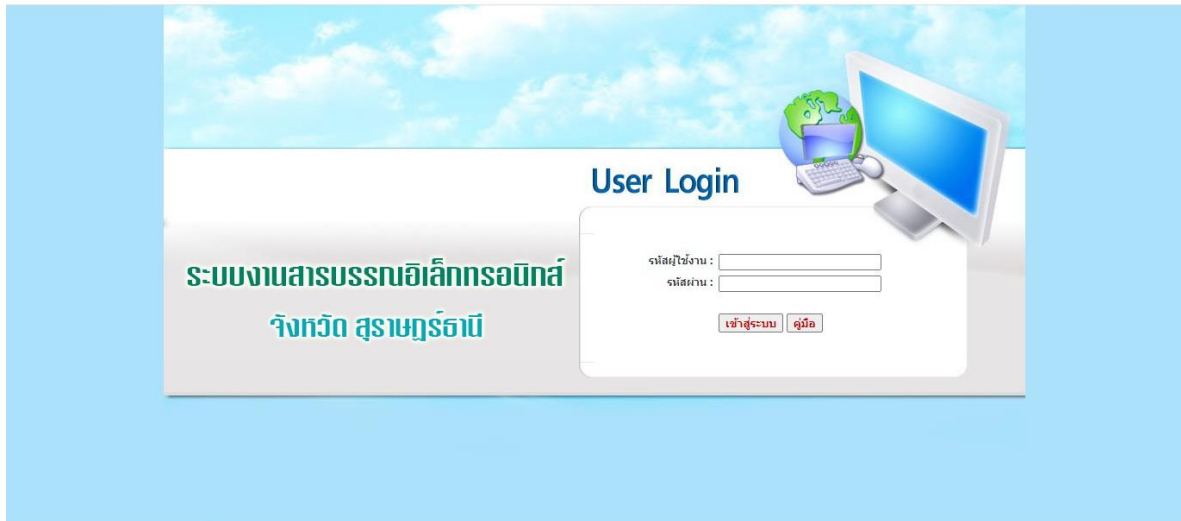 User Login
ระบบงานสารบรรณอิเล็กทรอนิกส์
จังหวัด สุราษฎร์ธานี
รหัสผู้ใช้งาน :
รหัสผ่าน :
เข้าสู่ระบบ คู่มือ